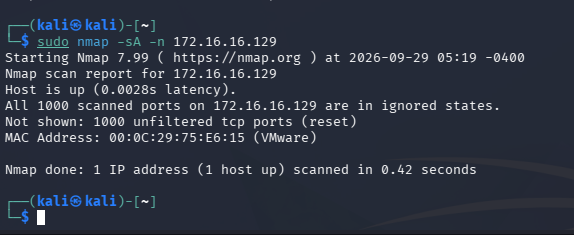 ┌──(kali㉿kali)-[~]
└─$ sudo nmap -sA -n 172.16.16.129
Starting Nmap 7.99 ( https://nmap.org ) at 2026-09-29 05:19 -0400
Nmap scan report for 172.16.16.129
Host is up (0.0028s latency).
All 1000 scanned ports on 172.16.16.129 are in ignored states.
Not shown: 1000 unfiltered tcp ports (reset)
MAC Address: 00:0C:29:75:E6:15 (VMware)

Nmap done: 1 IP address (1 host up) scanned in 0.42 seconds

┌──(kali㉿kali)-[~]
└─$